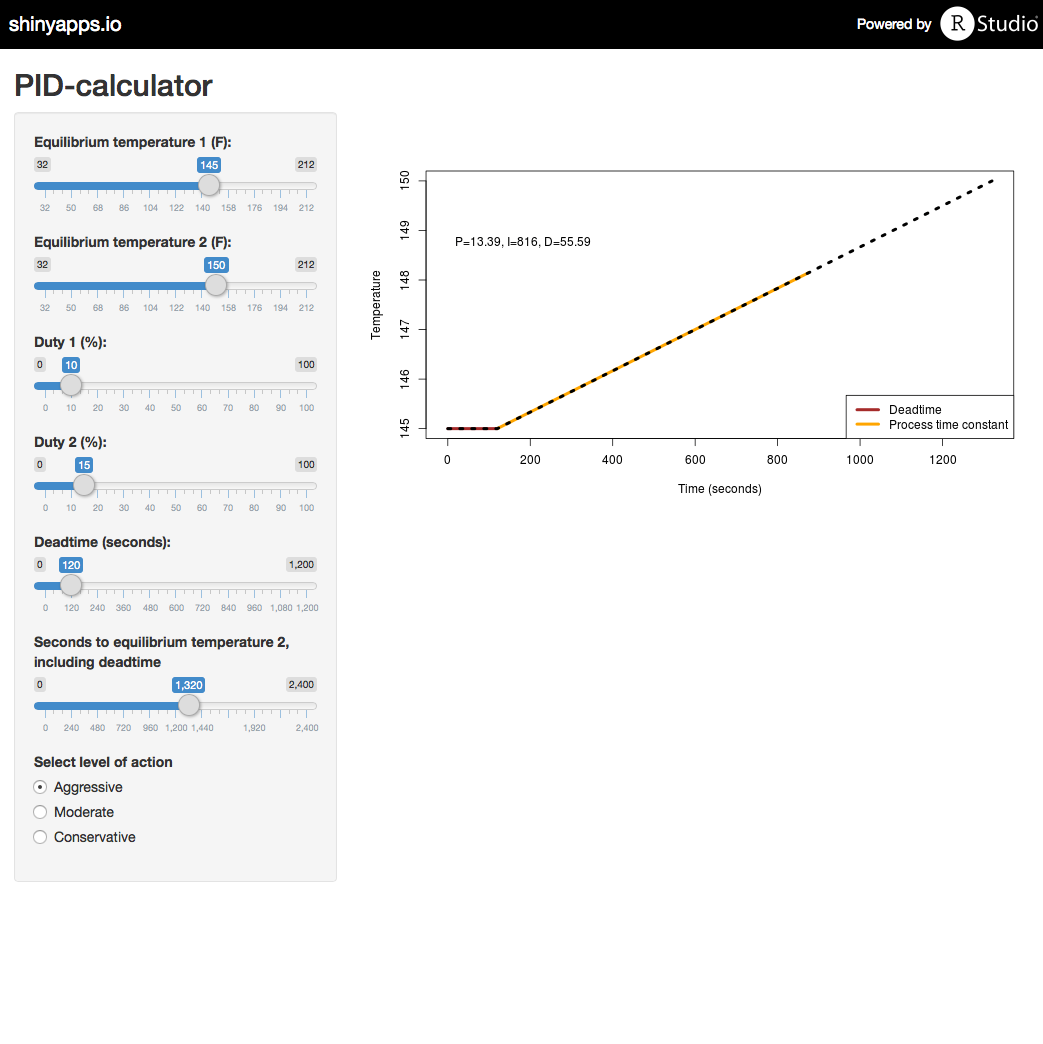 shinyapps.io
Powered by R Studio
PID-calculator
Equilibrium temperature 1 (F):
32 145 212
32 50 68 86 104 122 140 158 176 194 212
Equilibrium temperature 2 (F):
32 150 212
32 50 68 86 104 122 140 158 176 194 212
Duty 1 (%):
0 10 100
0 10 20 30 40 50 60 70 80 90 100
Duty 2 (%):
0 15 100
0 10 20 30 40 50 60 70 80 90 100
Deadtime (seconds):
0 120 1,200
0 120 240 360 480 600 720 840 960 1,080 1,200
Seconds to equilibrium temperature 2,
including deadtime
0 1,320 2,400
0 240 480 720 960 1,200 1,440 1,920 2,400
Select level of action
Aggressive
Moderate
Conservative
Temperature
150
149
148
147
146
145
P=13.39, I=816, D=55.59
Deadtime
Process time constant
0 200 400 600 800 1000 1200
Time (seconds)